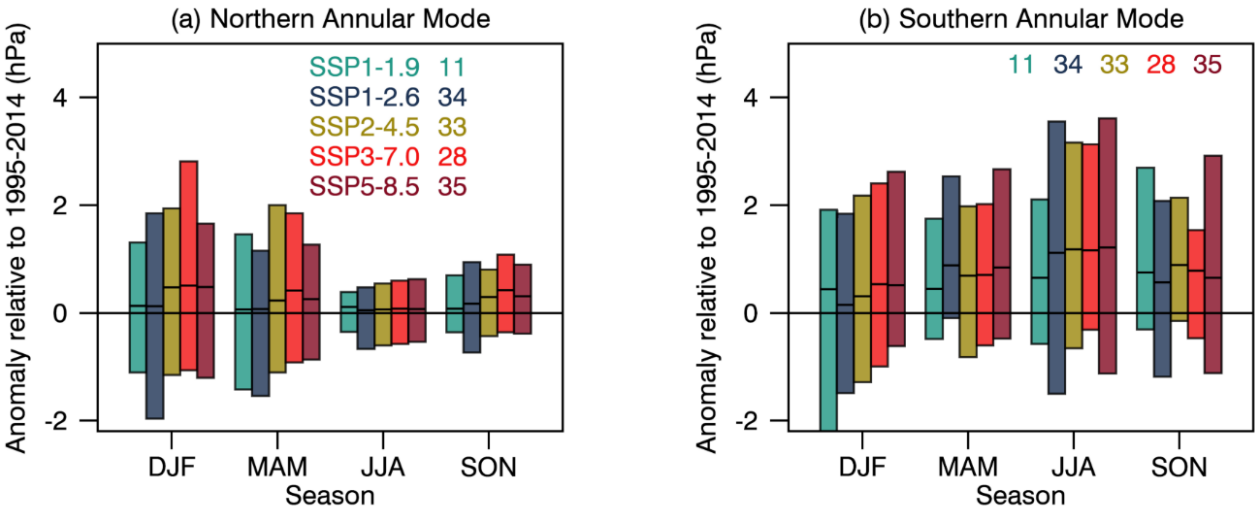 (a) Northern Annular Mode
Anomaly relative to 1995-2014 (hPa)
4
2
0
-2
SSP1-1.9 11
SSP1-2.6 34
SSP2-4.5 33
SSP3-7.0 28
SSP5-8.5 35
DJF MAM JJA SON
Season
(b) Southern Annular Mode
Anomaly relative to 1995-2014 (hPa)
4
2
0
-2
11 34 33 28 35
DJF MAM JJA SON
Season